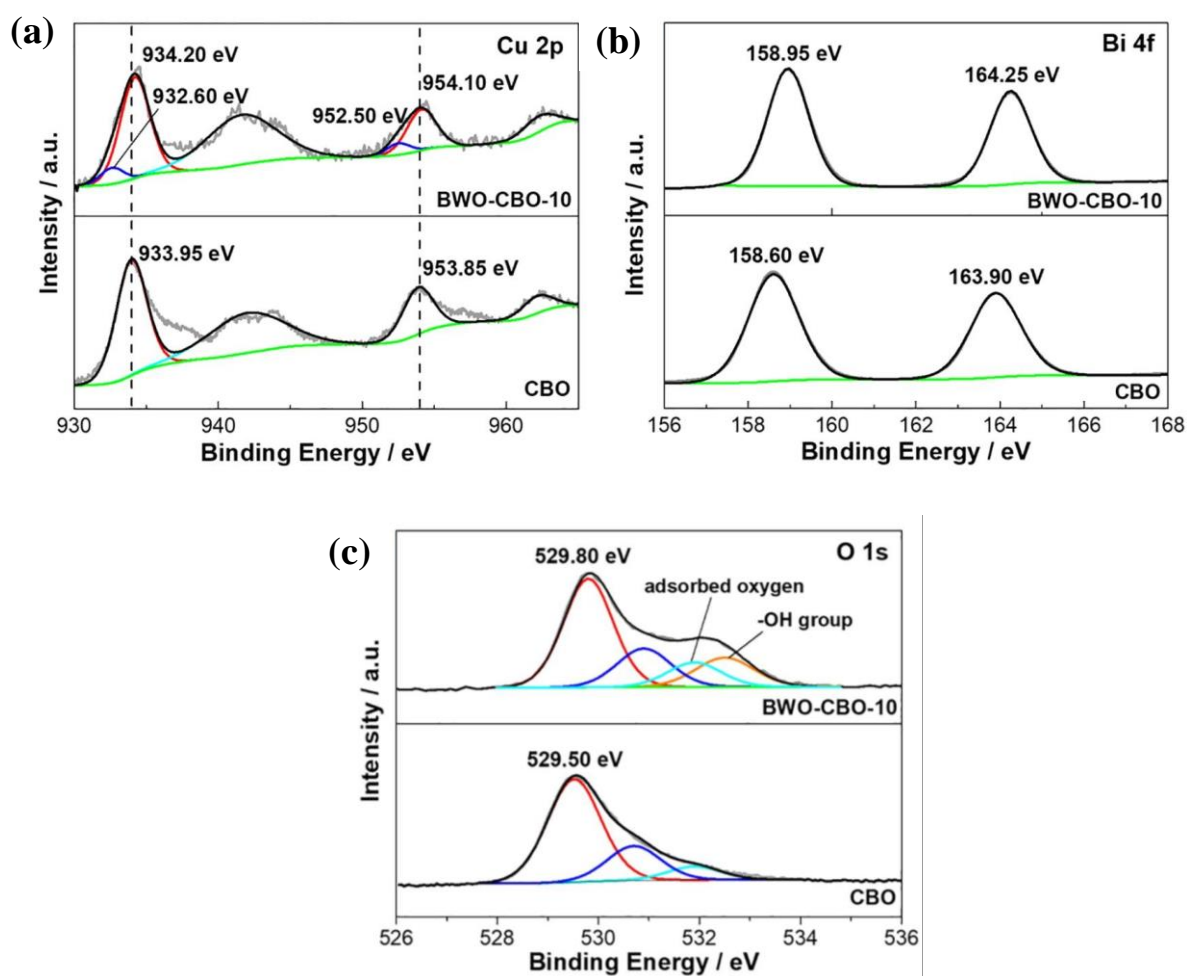 (a)
Cu 2p
934.20 eV
932.60 eV
952.50 eV
954.10 eV
BWO-CBO-10
933.95 eV
953.85 eV
CBO
Intensity / a.u.
930 940 950 960
Binding Energy / eV
(b)
Bi 4f
158.95 eV
164.25 eV
BWO-CBO-10
158.60 eV
163.90 eV
CBO
Intensity / a.u.
156 158 160 162 164 166 168
Binding Energy / eV
(c)
O 1s
529.80 eV
adsorbed oxygen
-OH group
BWO-CBO-10
529.50 eV
CBO
Intensity / a.u.
526 528 530 532 534 536
Binding Energy / eV